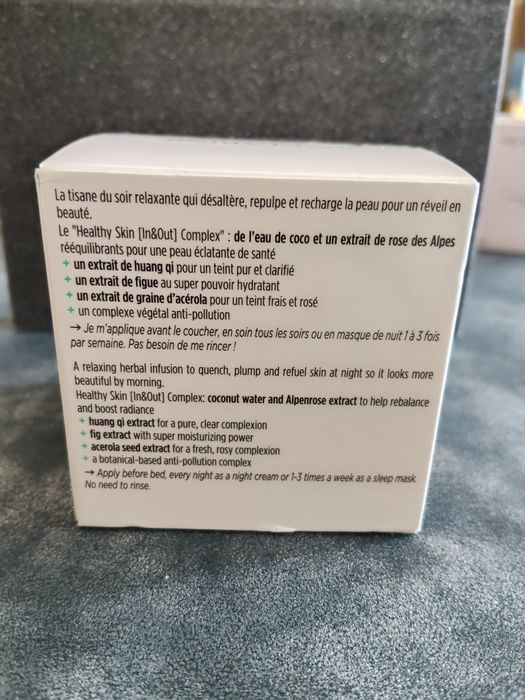 La tisane du soir relaxante qui désaltère, repulpe et recharge la peau pour un réveil en
beauté.
Le "Healthy Skin [In&Out] Complex" : de l'eau de coco et un extrait de rose des Alpes
rééquilibrants pour une peau éclatante de santé
+ un extrait de huang qi pour un teint pur et clarifié
+ un extrait de figue au super pouvoir hydratant
+ un extrait de graine d'acérola pour un teint frais et rosé
+ un complexe végétal anti-pollution
→ Je m'applique avant le coucher, en soin tous les soirs ou en masque de nuit 1 à 3 fois
par semaine. Pas besoin de me rincer !
A relaxing herbal infusion to quench, plump and refuel skin at night so it looks more
beautiful by morning.
Healthy Skin [In&Out] Complex: coconut water and Alpenrose extract to help rebalance
and boost radiance
+ huang qi extract for a pure, clear complexion
+ fig extract with super moisturizing power
+ acerola seed extract for a fresh, rosy complexion
+ a botanical-based anti-pollution complex
→ Apply before bed, every night as a night cream or 1-3 times a week as a sleep mask.
No need to rinse.